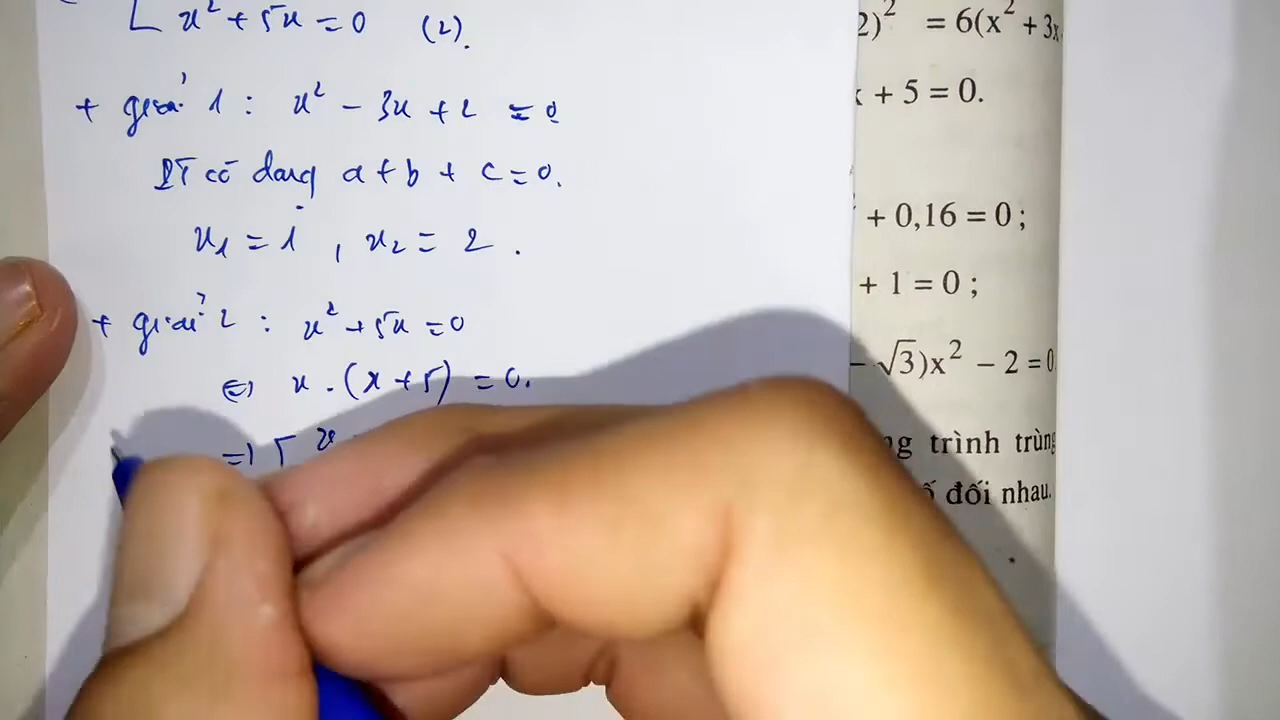 x² + 5x = 0 (2).
+ giải 1 : x² - 3x + 2 = 0
PT có dạng a + b + c = 0.
x₁ = 1 , x₂ = 2 .
+ giải 2 : x² + 5x = 0
⇔ x . (x + 5) = 0.
=> [ x
2)² = 6(x² + 3x
+ 5 = 0.
+ 0,16 = 0 ;
+ 1 = 0 ;
- √3)x² - 2 = 0
trình trùng
đối nhau.